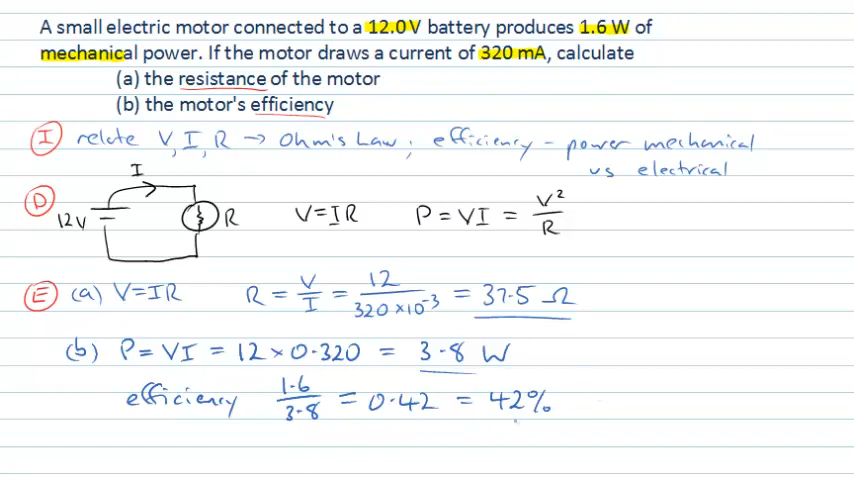 A small electric motor connected to a 12.0 V battery produces 1.6 W of
mechanical power. If the motor draws a current of 320 mA, calculate
(a) the resistance of the motor
(b) the motor's efficiency
I relate V, I, R → Ohm's Law; efficiency - power mechanical
vs electrical
I
D 12V R V=IR P = VI = V²/R
E (a) V=IR R = V/I = 12/320×10⁻³ = 37.5 Ω
(b) P = VI = 12 × 0.320 = 3.8 W
efficiency 1.6/3.8 = 0.42 = 42%